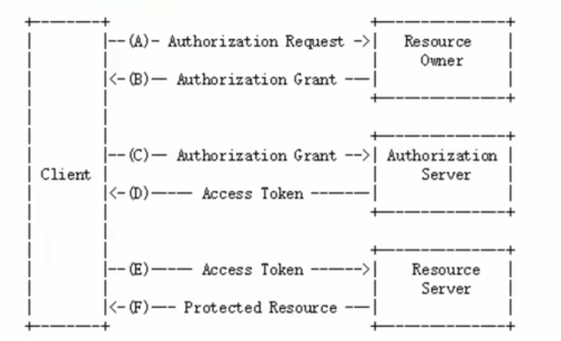 (A) Authorization Request
Resource
Owner
(B) Authorization Grant
(C) Authorization Grant
Authorization
Server
Client
(D) Access Token
(E) Access Token
Resource
Server
(F) Protected Resource